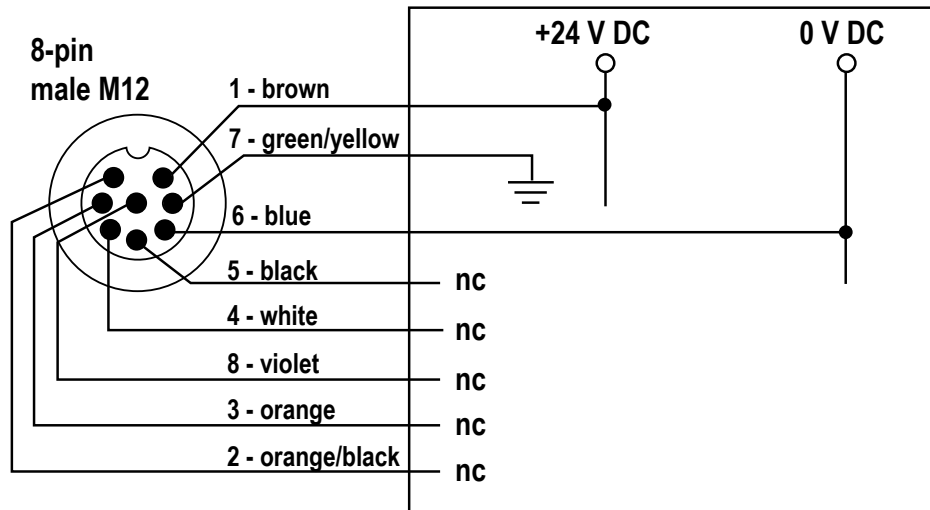 +24 V DC
0 V DC
8-pin
male M12
1 - brown
7 - green/yellow
6 - blue
5 - black
nc
4 - white
nc
8 - violet
nc
3 - orange
nc
2 - orange/black
nc